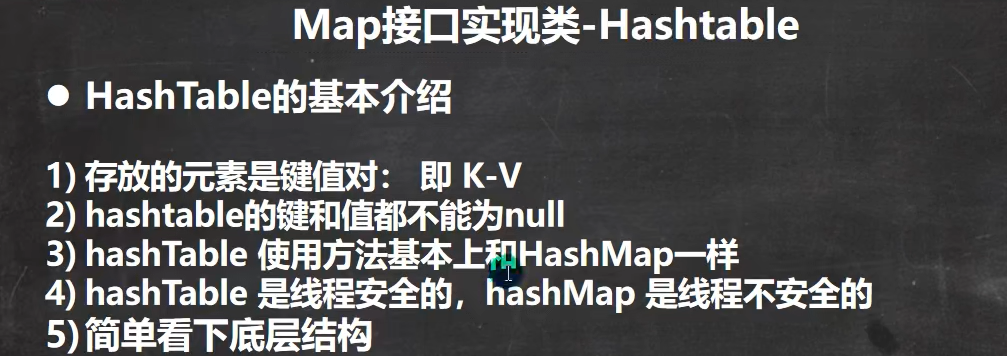 Map接口实现类-Hashtable
● HashTable的基本介绍
1) 存放的元素是键值对： 即 K-V
2) hashtable的键和值都不能为null
3) hashTable 使用方法基本上和HashMap一样
4) hashTable 是线程安全的，hashMap 是线程不安全的
5) 简单看下底层结构